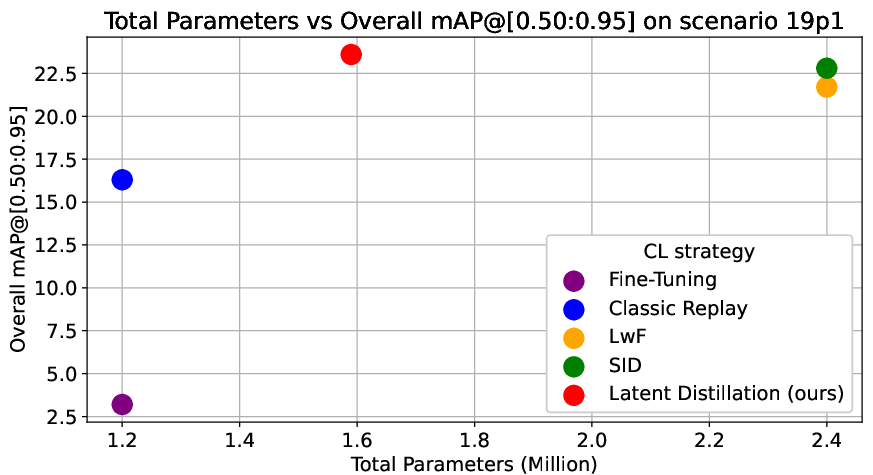 Total Parameters vs Overall mAP@[0.50:0.95] on scenario 19p1
Overall mAP@[0.50:0.95]
22.5
20.0
17.5
15.0
12.5
10.0
7.5
5.0
2.5
CL strategy
Fine-Tuning
Classic Replay
LwF
SID
Latent Distillation (ours)
1.2 1.4 1.6 1.8 2.0 2.2 2.4
Total Parameters (Million)